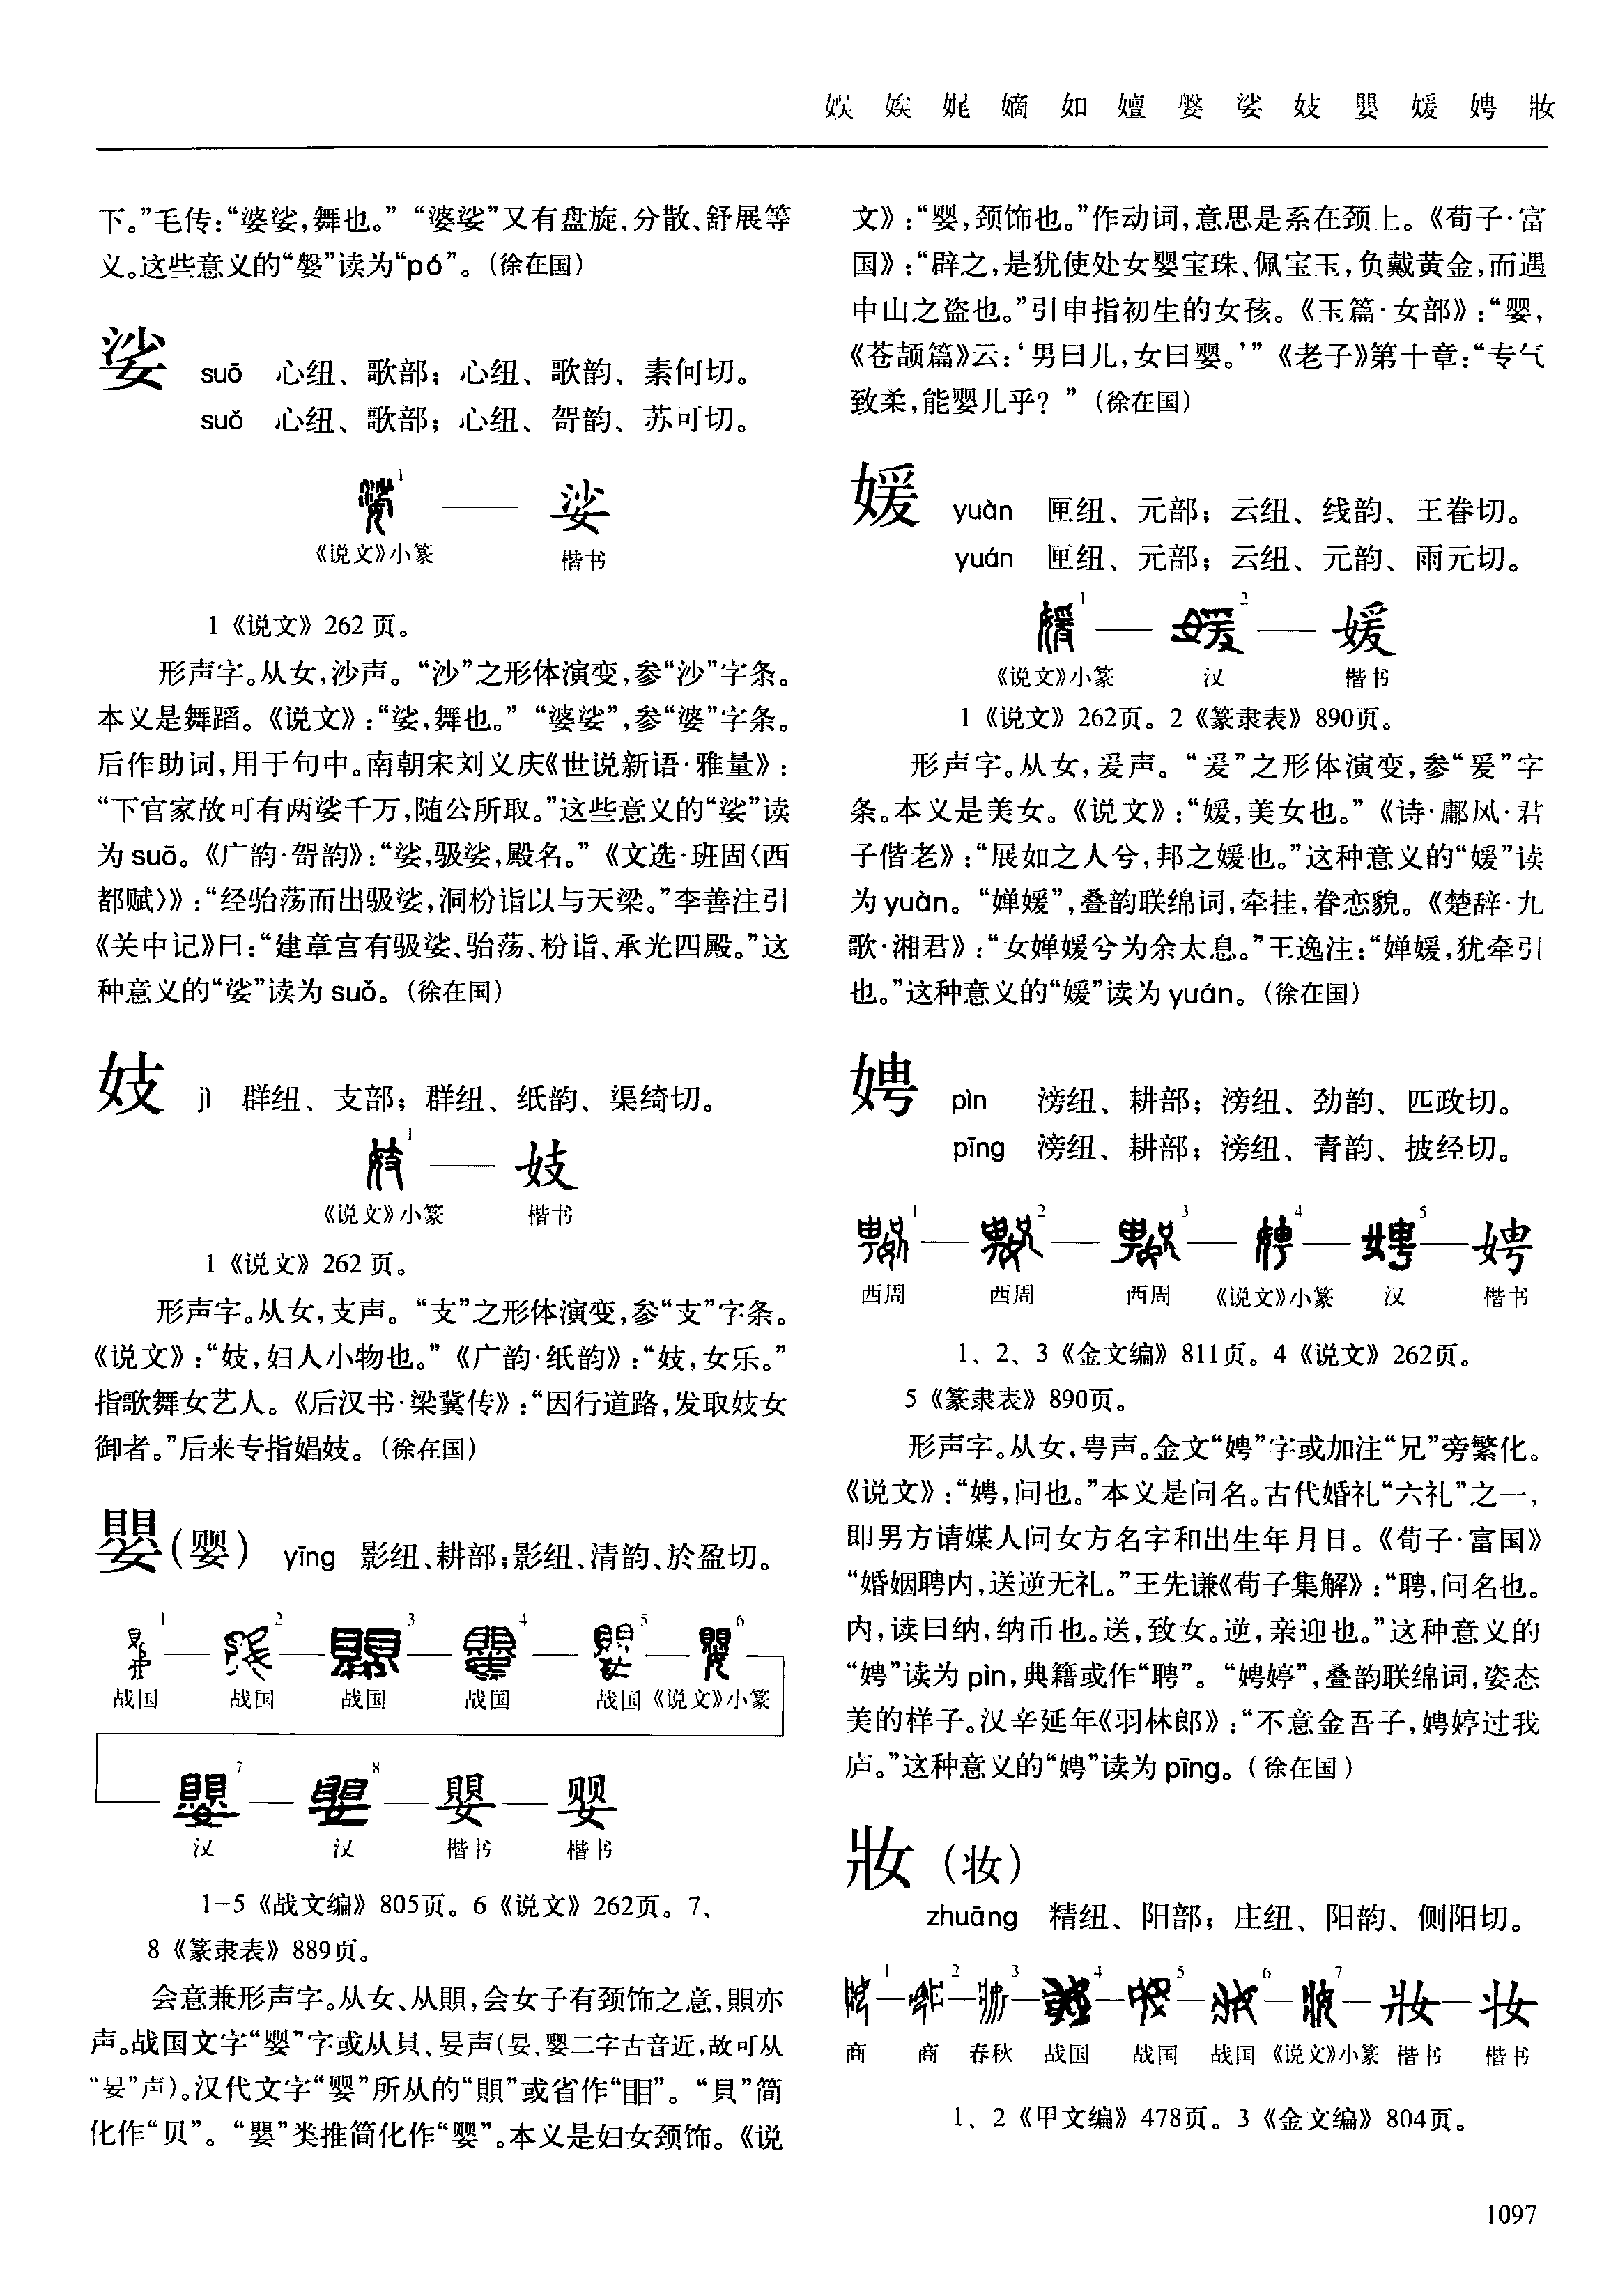 娱 娭 娓 嫡 如 嬗 媻 娑 妓 嬰 媛 娉 妝
下。”毛传：“婆娑，舞也。” “婆娑”又有盘旋、分散、舒展等
义。这些意义的“媻”读为“pó”。（徐在国）
娑 suō 心纽、歌部；心纽、歌韵、素何切。
suǒ 心纽、歌部；心纽、哿韵、苏可切。
1 — 娑
《说文》小篆 楷书
1《说文》262 页。
形声字。从女，沙声。“沙”之形体演变，参“沙”字条。
本义是舞蹈。《说文》：“娑，舞也。” “婆娑”，参“婆”字条。
后作助词，用于句中。南朝宋刘义庆《世说新语·雅量》：
“下官家故可有两娑千万，随公所取。”这些意义的“娑”读
为 suō。《广韵·哿韵》：“娑，馺娑，殿名。”《文选·班固〈西
都赋〉》：“经骀荡而出馺娑，洞枍诣以与天梁。”李善注引
《关中记》曰：“建章宫有馺娑、骀荡、枍诣、承光四殿。”这
种意义的“娑”读为 suǒ。（徐在国）
妓 jì 群纽、支部；群纽、纸韵、渠绮切。
1 — 妓
《说文》小篆 楷书
1《说文》262 页。
形声字。从女，支声。“支”之形体演变，参“支”字条。
《说文》：“妓，妇人小物也。”《广韵·纸韵》：“妓，女乐。”
指歌舞女艺人。《后汉书·梁冀传》：“因行道路，发取妓女
御者。”后来专指娼妓。（徐在国）
嬰（婴） yīng 影纽、耕部；影纽、清韵、於盈切。
1 — 2 — 3 — 4 — 5 — 6
战国 战国 战国 战国 战国《说文》小篆
7 — 8 — 嬰 — 婴
汉 汉 楷书 楷书
1-5《战文编》805页。6《说文》262页。7、
8《篆隶表》889页。
会意兼形声字。从女、从賏，会女子有颈饰之意，賏亦
声。战国文字“婴”字或从貝、妟声（妟、婴二字古音近，故可从
“妟”声）。汉代文字“婴”所从的“賏”或省作“䀠”。“貝”简
化作“贝”。“嬰”类推简化作“婴”。本义是妇女颈饰。《说
文》：“婴，颈饰也。”作动词，意思是系在颈上。《荀子·富
国》：“辟之，是犹使处女婴宝珠、佩宝玉，负戴黄金，而遇
中山之盗也。”引申指初生的女孩。《玉篇·女部》：“婴，
《苍颉篇》云：‘男曰儿，女曰婴。’”《老子》第十章：“专气
致柔，能婴儿乎？”（徐在国）
媛 yuàn 匣纽、元部；云纽、线韵、王眷切。
yuán 匣纽、元部；云纽、元韵、雨元切。
1 — 2 — 媛
《说文》小篆 汉 楷书
1《说文》262页。2《篆隶表》890页。
形声字。从女，爰声。“爰”之形体演变，参“爰”字
条。本义是美女。《说文》：“媛，美女也。”《诗·鄘风·君
子偕老》：“展如之人兮，邦之媛也。”这种意义的“媛”读
为 yuàn。“婵媛”，叠韵联绵词，牵挂，眷恋貌。《楚辞·九
歌·湘君》：“女婵媛兮为余太息。”王逸注：“婵媛，犹牵引
也。”这种意义的“媛”读为 yuán。（徐在国）
娉 pìn 滂纽、耕部；滂纽、劲韵、匹政切。
pīng 滂纽、耕部；滂纽、青韵、披经切。
1 — 2 — 3 — 4 — 5 — 娉
西周 西周 西周 《说文》小篆 汉 楷书
1、2、3《金文编》811页。4《说文》262页。
5《篆隶表》890页。
形声字。从女，甹声。金文“娉”字或加注“兄”旁繁化。
《说文》：“娉，问也。”本义是问名。古代婚礼“六礼”之一，
即男方请媒人问女方名字和出生年月日。《荀子·富国》
“婚姻聘内，送逆无礼。”王先谦《荀子集解》：“聘，问名也。
内，读曰纳，纳币也。送，致女。逆，亲迎也。”这种意义的
“娉”读为 pìn，典籍或作“聘”。“娉婷”，叠韵联绵词，姿态
美的样子。汉辛延年《羽林郎》：“不意金吾子，娉婷过我
庐。”这种意义的“娉”读为 pīng。（徐在国）
妝（妆）
zhuāng 精纽、阳部；庄纽、阳韵、侧阳切。
1 — 2 — 3 — 4 — 5 — 6 — 7 — 妝 — 妆
商 商 春秋 战国 战国 战国《说文》小篆 楷书 楷书
1、2《甲文编》478页。3《金文编》804页。
1097